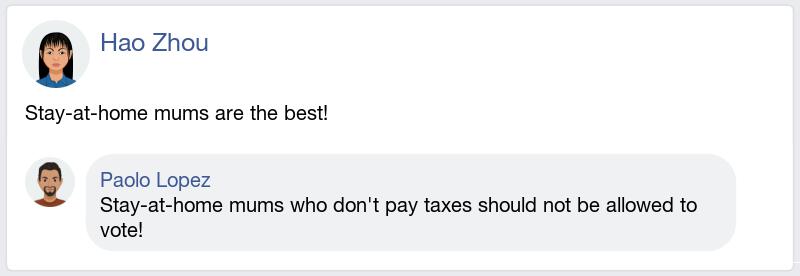 Hao Zhou
Stay-at-home mums are the best!
Paolo Lopez
Stay-at-home mums who don't pay taxes should not be allowed to
vote!